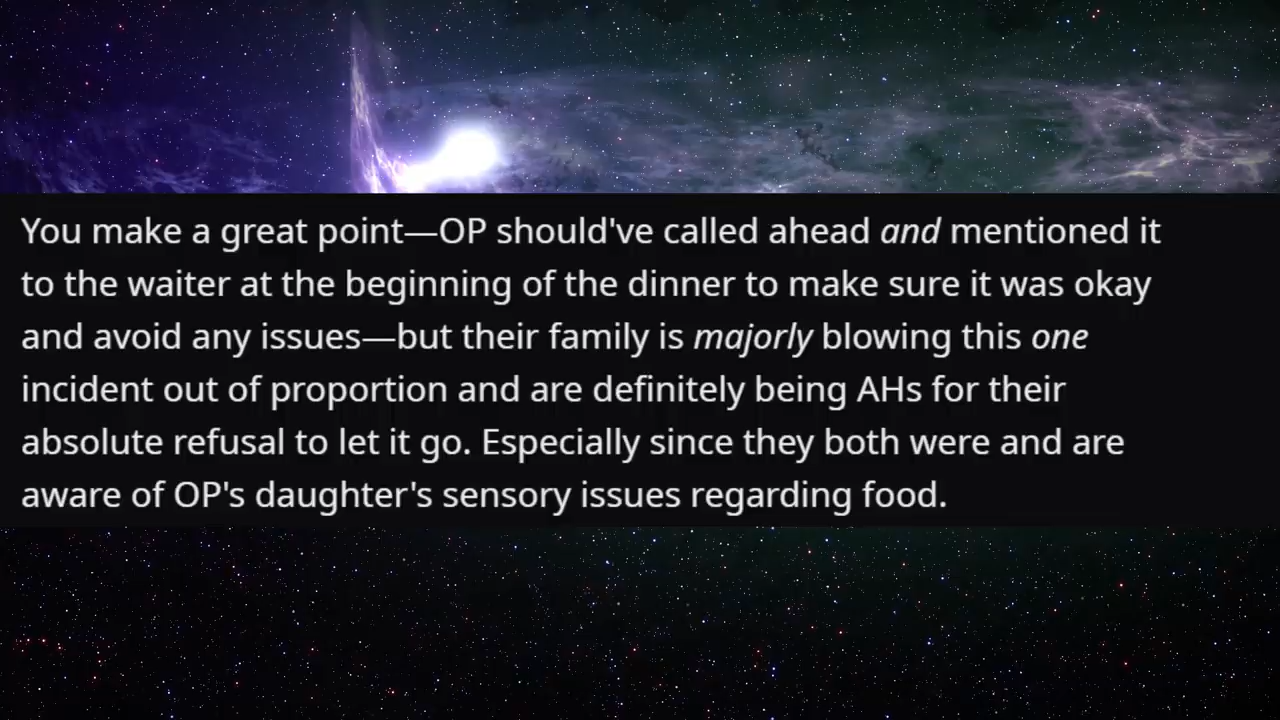 You make a great point—OP should've called ahead and mentioned it
to the waiter at the beginning of the dinner to make sure it was okay
and avoid any issues—but their family is majorly blowing this one
incident out of proportion and are definitely being AHs for their
absolute refusal to let it go. Especially since they both were and are
aware of OP's daughter's sensory issues regarding food.